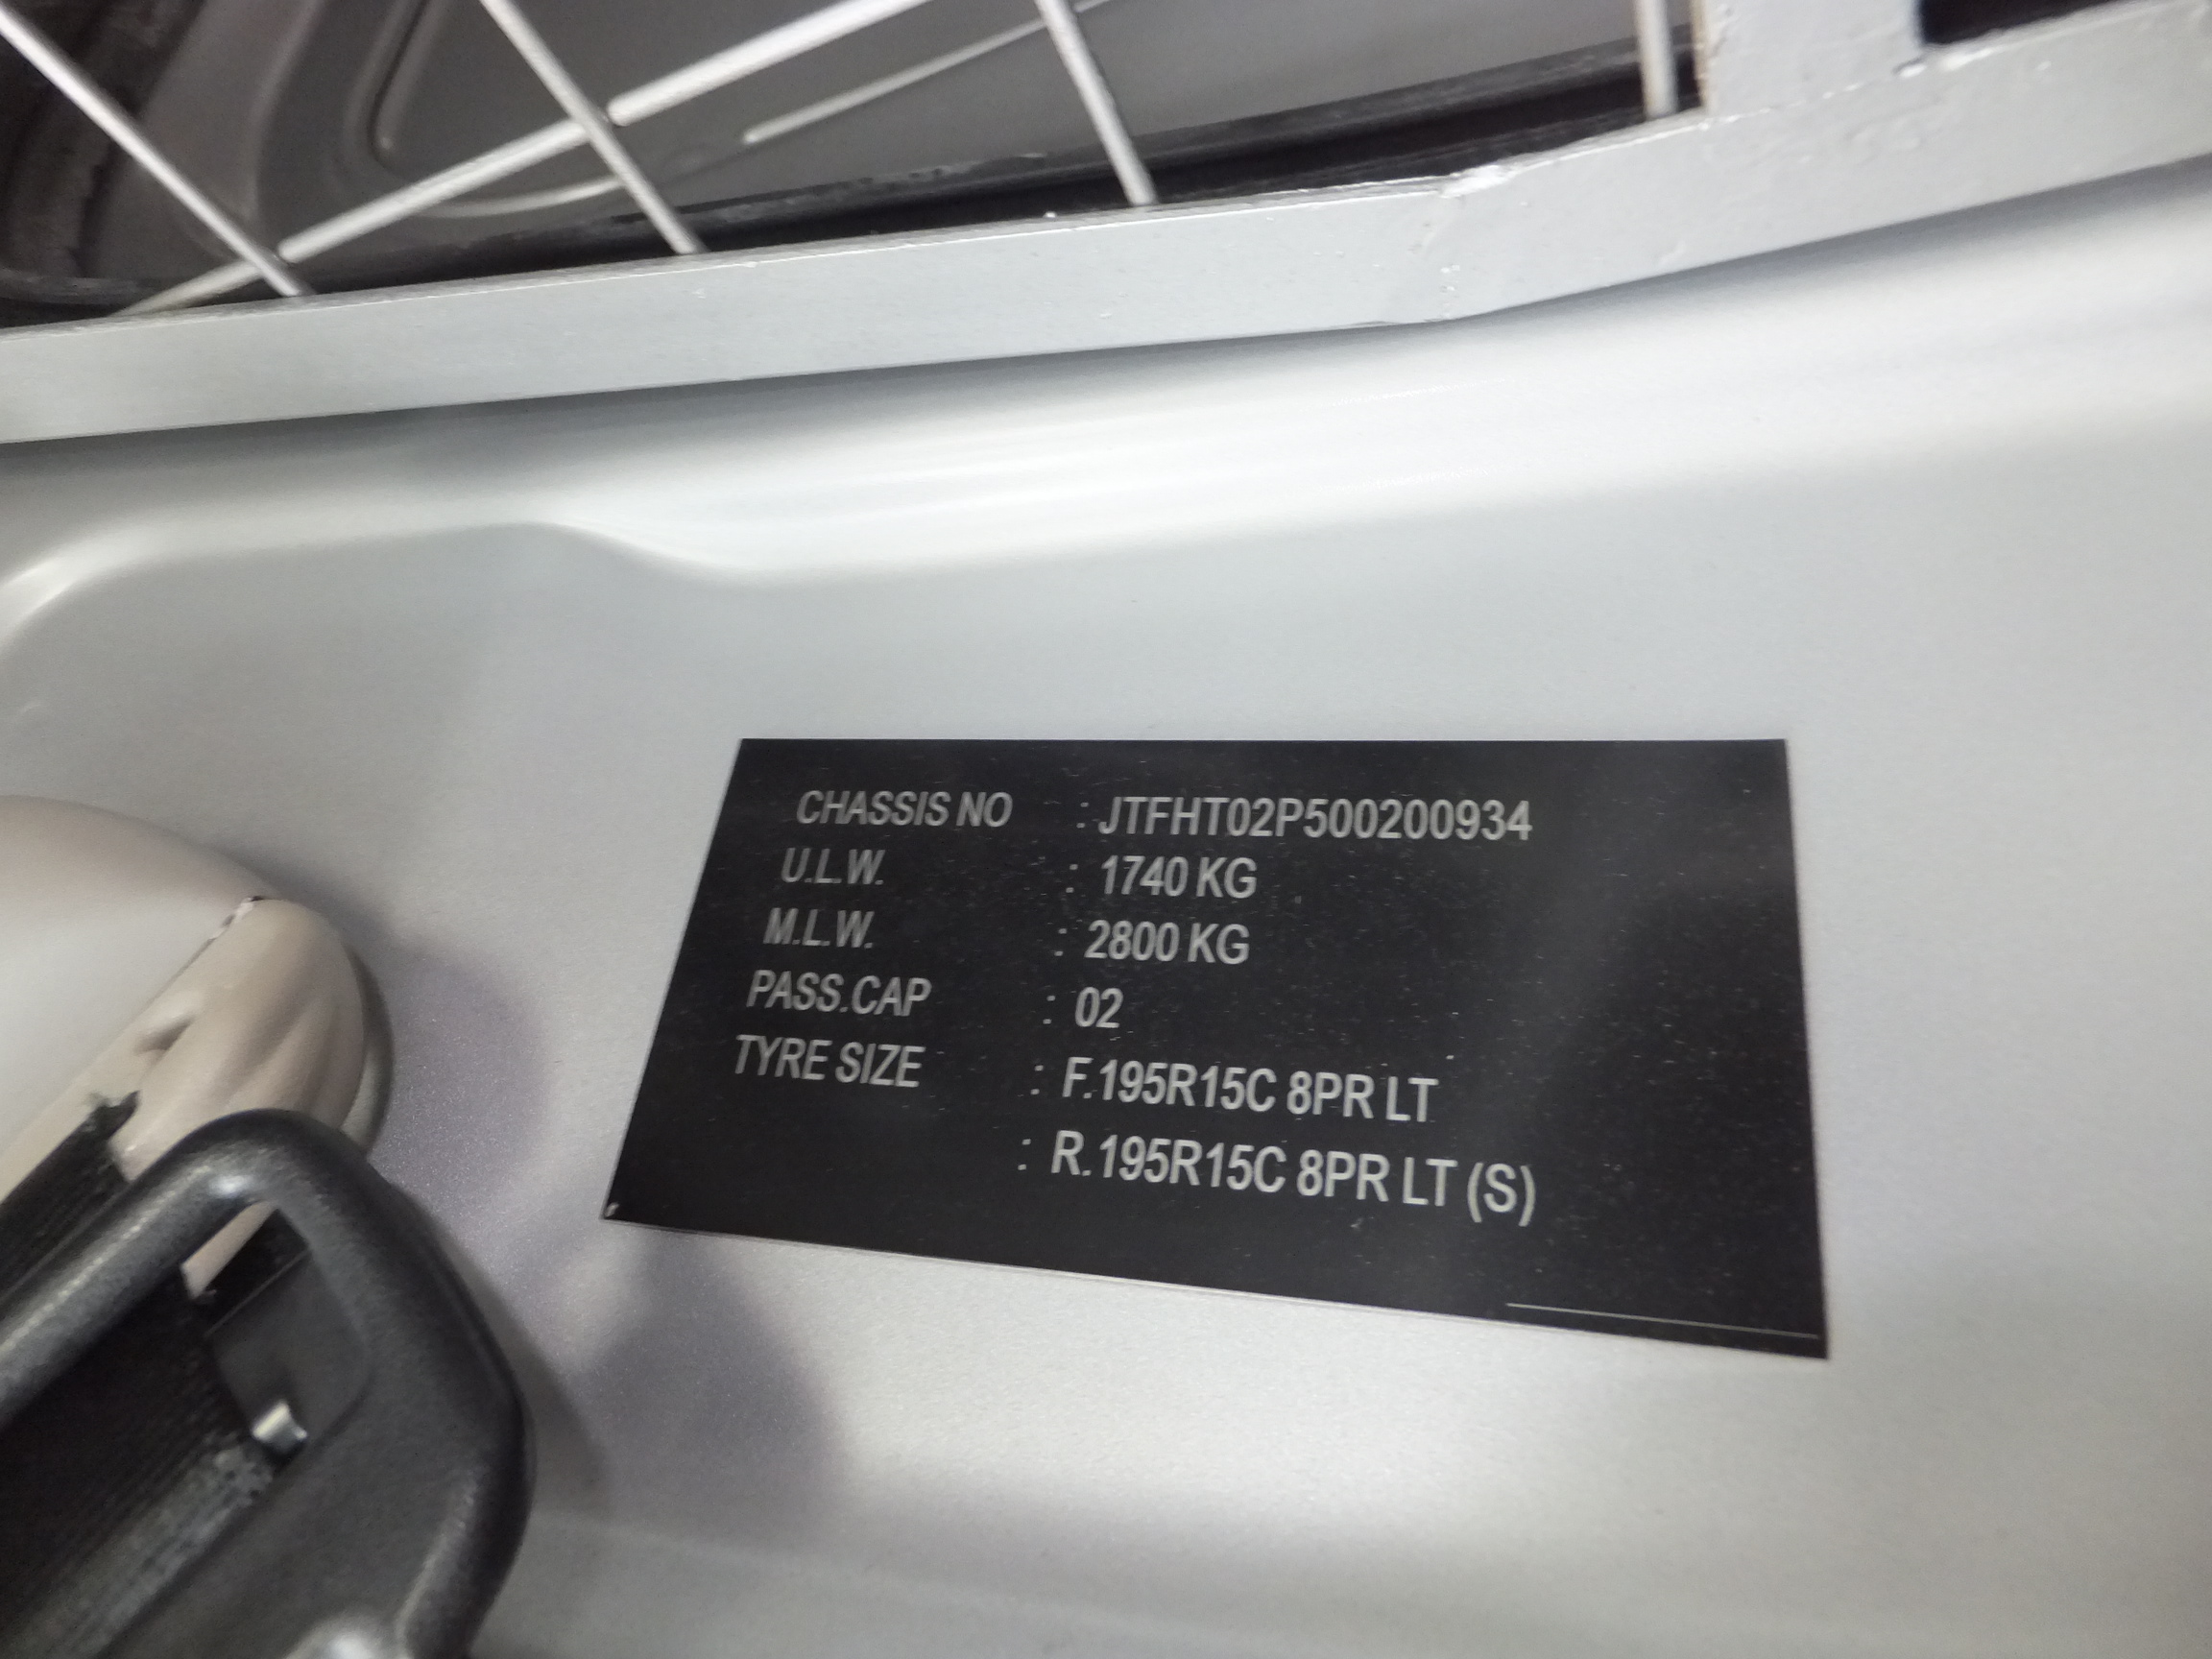 CHASSIS NO : JTFHT02P500200934
U.L.W. : 1740 KG
M.L.W. : 2800 KG
PASS.CAP : 02
TYRE SIZE : F.195R15C 8PR LT
: R.195R15C 8PR LT (S)